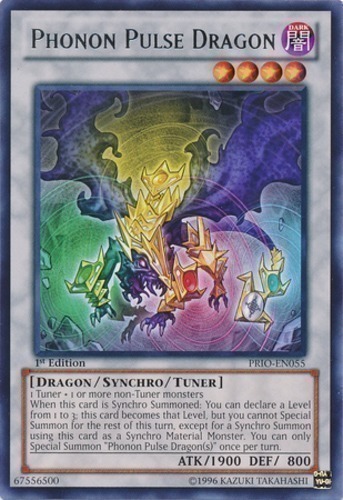 PHONON PULSE DRAGON
DARK
闇
1st Edition
PRIO-EN055
[DRAGON/SYNCHRO/TUNER]
1 Tuner + 1 or more non-Tuner monsters
When this card is Synchro Summoned: You can declare a Level
from 1 to 3; this card becomes that Level, but you cannot Special
Summon for the rest of this turn, except for a Synchro Summon
using this card as a Synchro Material Monster. You can only
Special Summon "Phonon Pulse Dragon(s)" once per turn.
ATK/1900 DEF/ 800
67556500 ©1996 KAZUKI TAKAHASHI